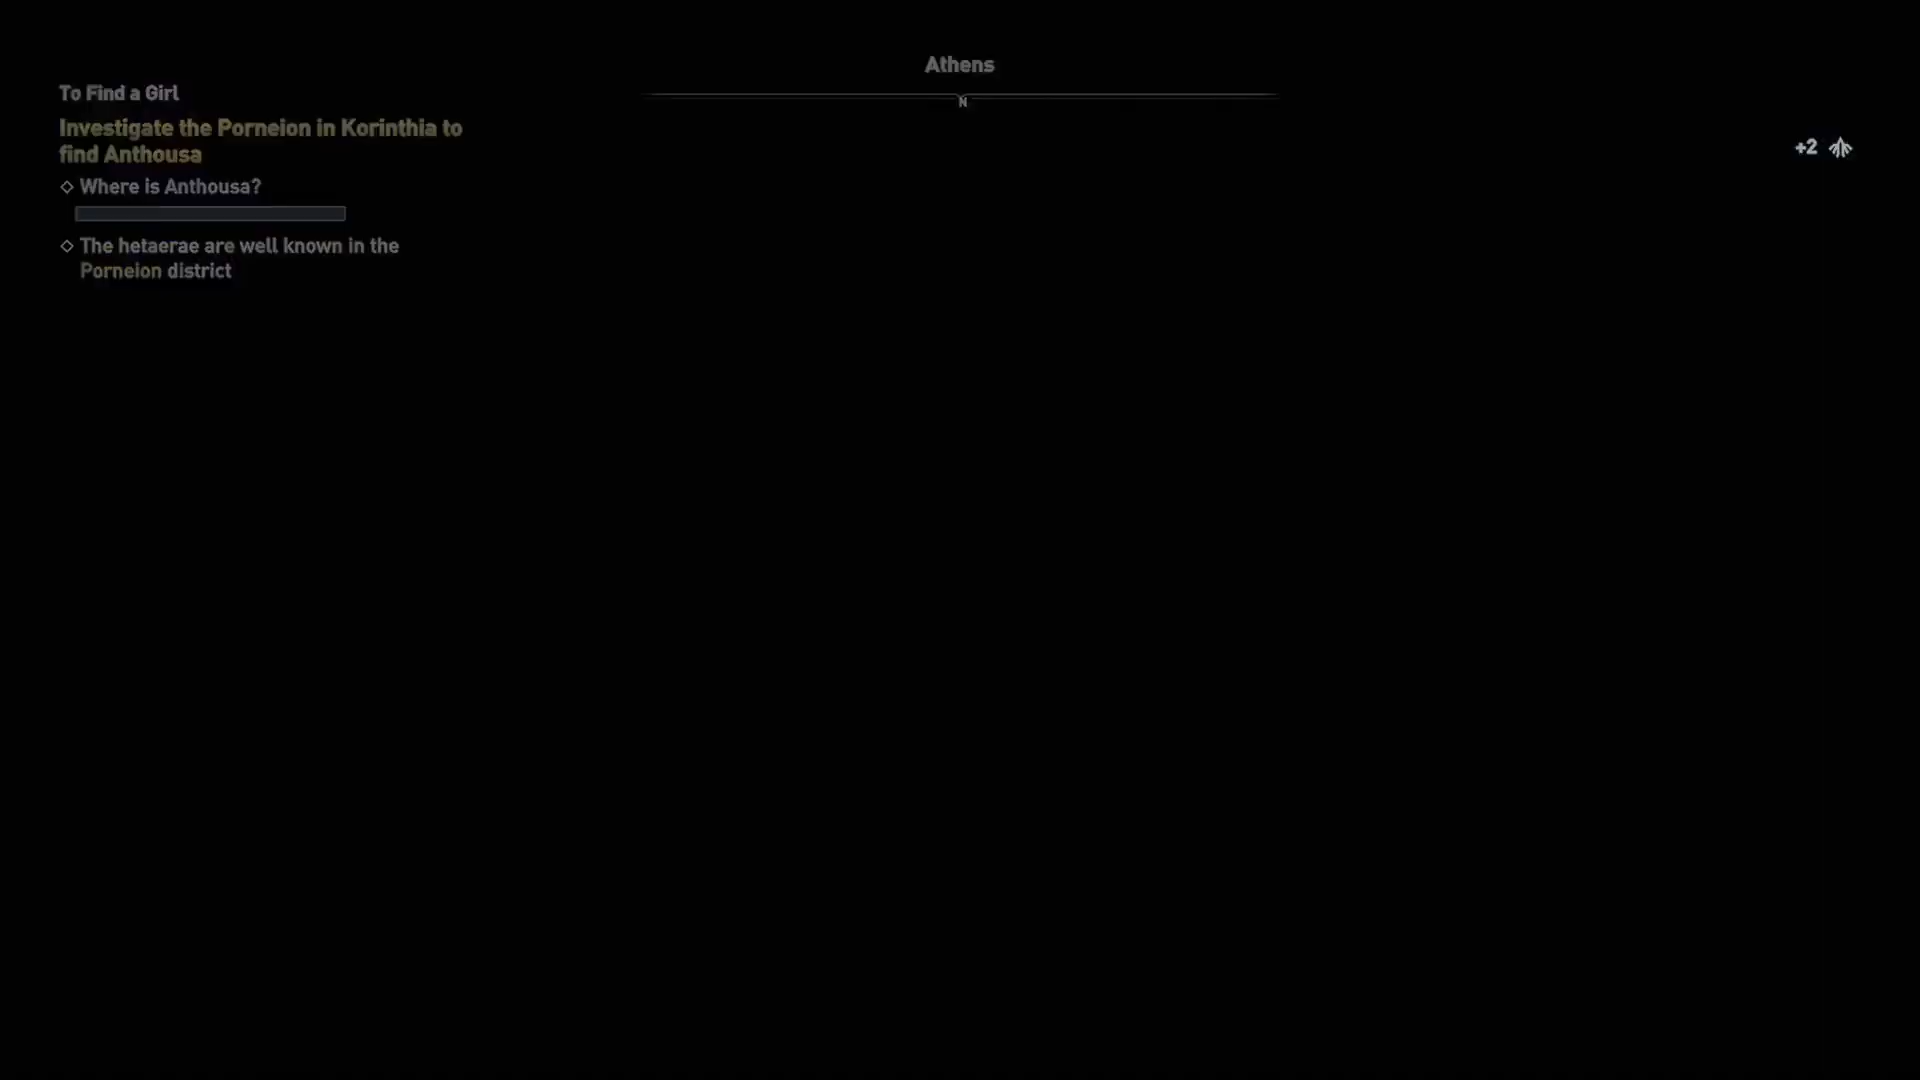 Athens
N
To Find a Girl
Investigate the Porneion in Korinthia to
find Anthousa
Where is Anthousa?
The hetaerae are well known in the
Porneion district
+2